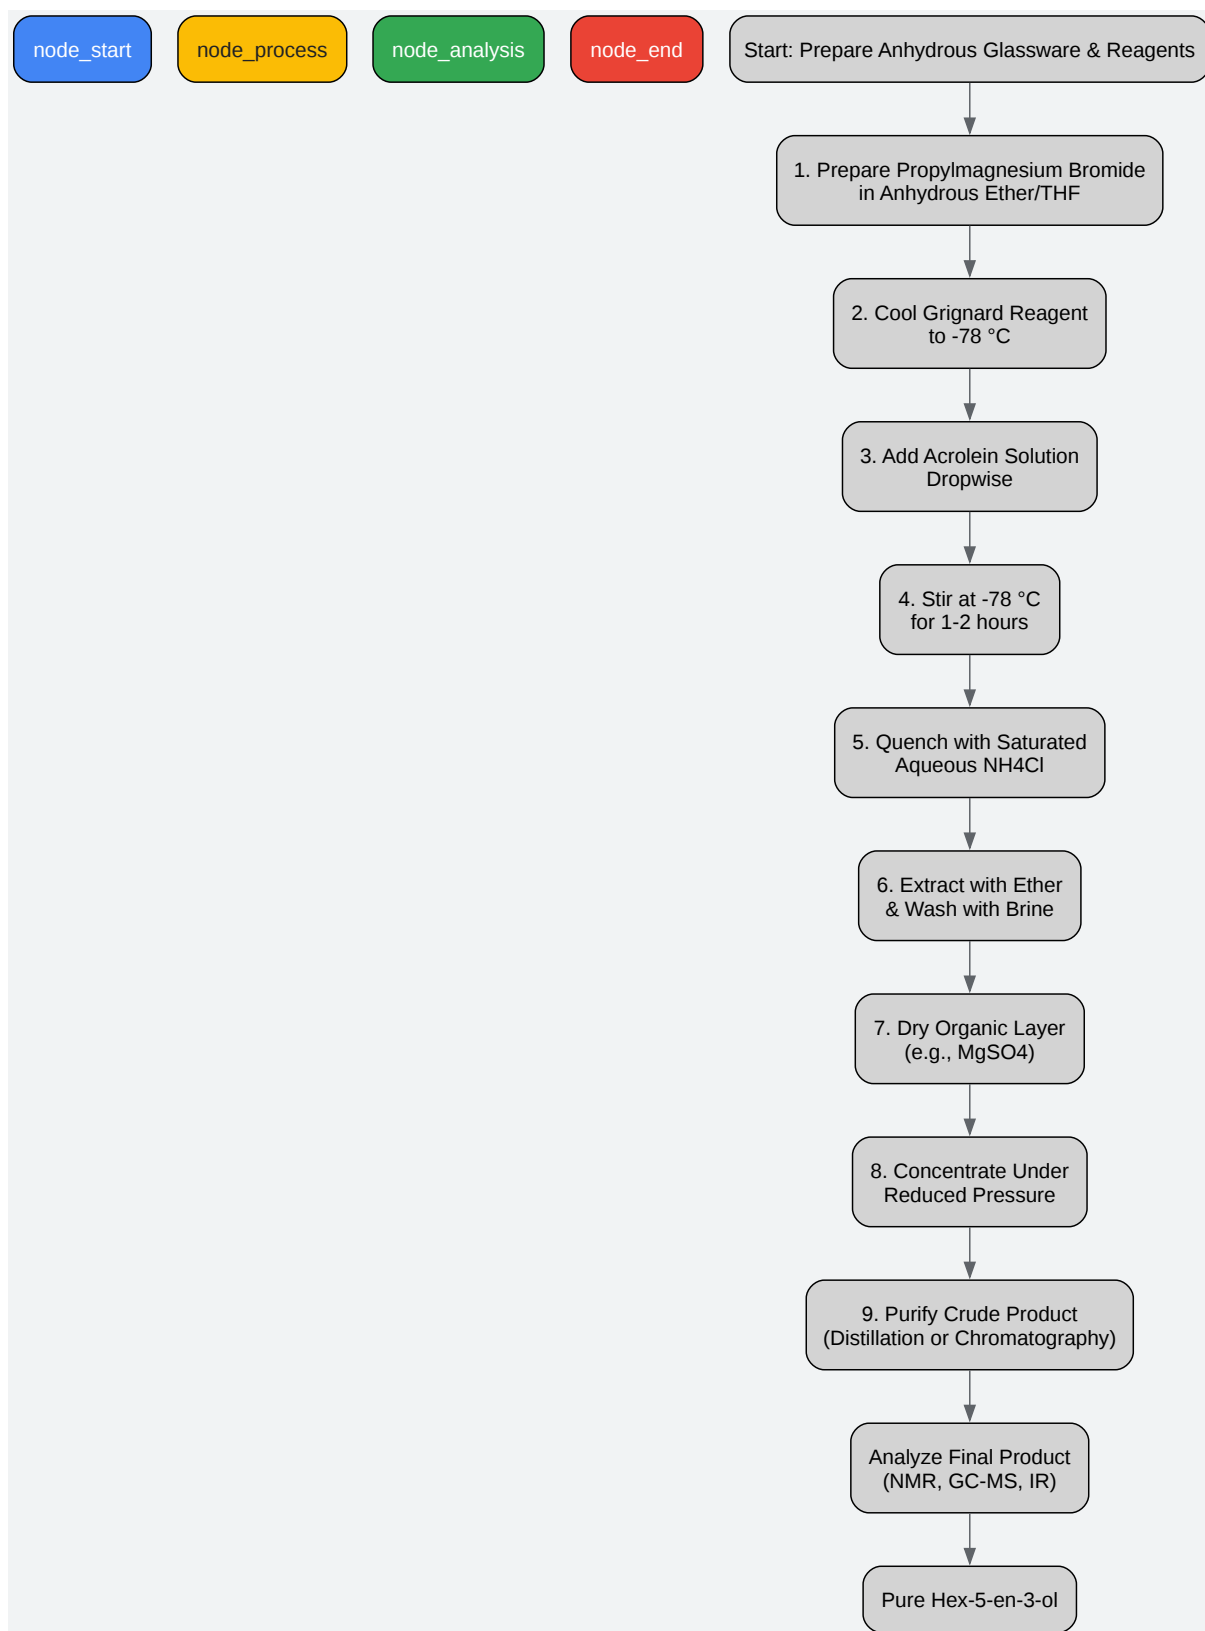 node_start
node_process
node_analysis
node_end
Start: Prepare Anhydrous Glassware & Reagents
1. Prepare Propylmagnesium Bromide
in Anhydrous Ether/THF
2. Cool Grignard Reagent
to -78 °C
3. Add Acrolein Solution
Dropwise
4. Stir at -78 °C
for 1-2 hours
5. Quench with Saturated
Aqueous NH4Cl
6. Extract with Ether
& Wash with Brine
7. Dry Organic Layer
(e.g., MgSO4)
8. Concentrate Under
Reduced Pressure
9. Purify Crude Product
(Distillation or Chromatography)
Analyze Final Product
(NMR, GC-MS, IR)
Pure Hex-5-en-3-ol